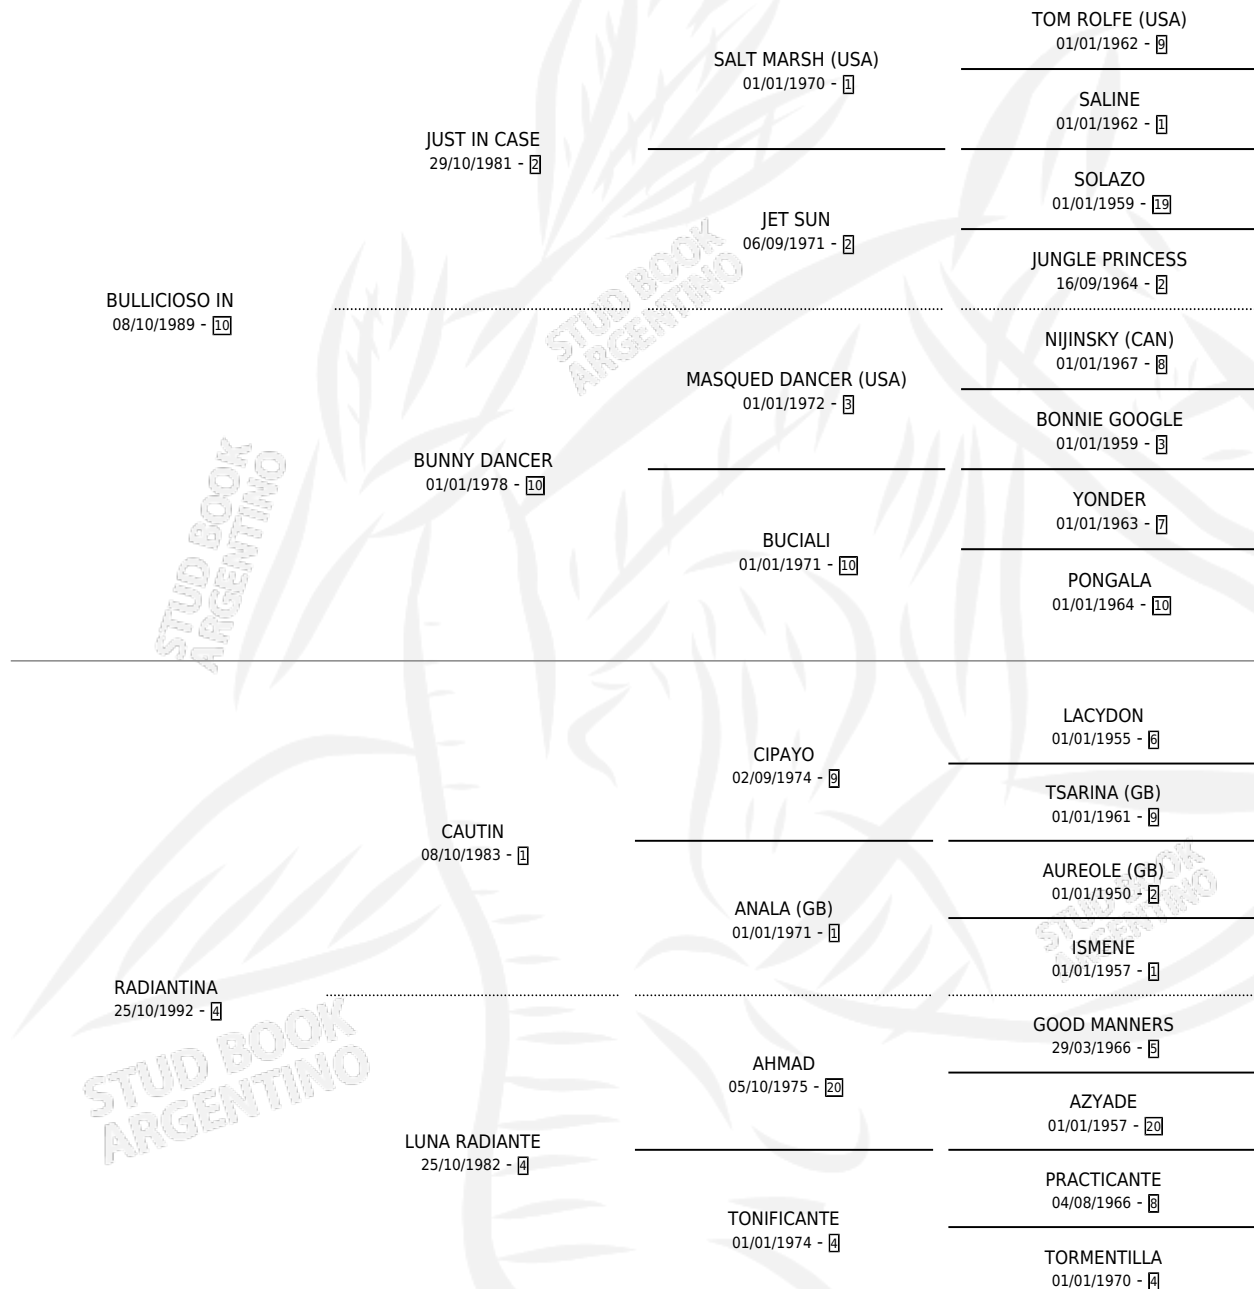 TOM ROLFE (USA)
01/01/1962 - 9
SALT MARSH (USA)
01/01/1970 - 1
SALINE
01/01/1962 - 1
JUST IN CASE
29/10/1981 - 2
SOLAZO
01/01/1959 - 19
JET SUN
06/09/1971 - 2
JUNGLE PRINCESS
16/09/1964 - 2
BULLICIOSO IN
08/10/1989 - 10
NIJINSKY (CAN)
01/01/1967 - 8
MASQUED DANCER (USA)
01/01/1972 - 3
BONNIE GOOGLE
01/01/1959 - 3
BUNNY DANCER
01/01/1978 - 10
YONDER
01/01/1963 - 7
BUCIALI
01/01/1971 - 10
PONGALA
01/01/1964 - 10
LACYDON
01/01/1955 - 6
CIPAYO
02/09/1974 - 9
TSARINA (GB)
01/01/1961 - 9
CAUTIN
08/10/1983 - 1
AUREOLE (GB)
01/01/1950 - 2
ANALA (GB)
01/01/1971 - 1
ISMENE
01/01/1957 - 1
RADIANTINA
25/10/1992 - 4
GOOD MANNERS
29/03/1966 - 5
AHMAD
05/10/1975 - 20
AZYADE
01/01/1957 - 20
LUNA RADIANTE
25/10/1982 - 4
PRACTICANTE
04/08/1966 - 8
TONIFICANTE
01/01/1974 - 4
TORMENTILLA
01/01/1970 - 4
STUD BOOK
ARGENTINO
STUD BOOK
ARGENTINO
STUD BOOK
ARGENTINO
STUD BOOK
ARGENTINO